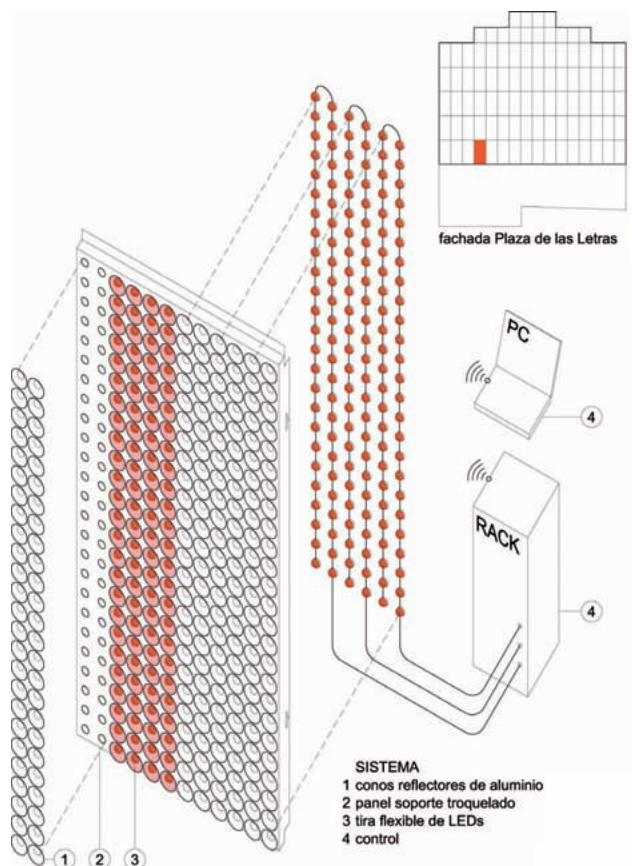 fachada Plaza de las Letras
PC
4
RACK
4
SISTEMA
1 conos reflectores de aluminio
2 panel soporte troquelado
3 tira flexible de LEDs
4 control
1
2
3